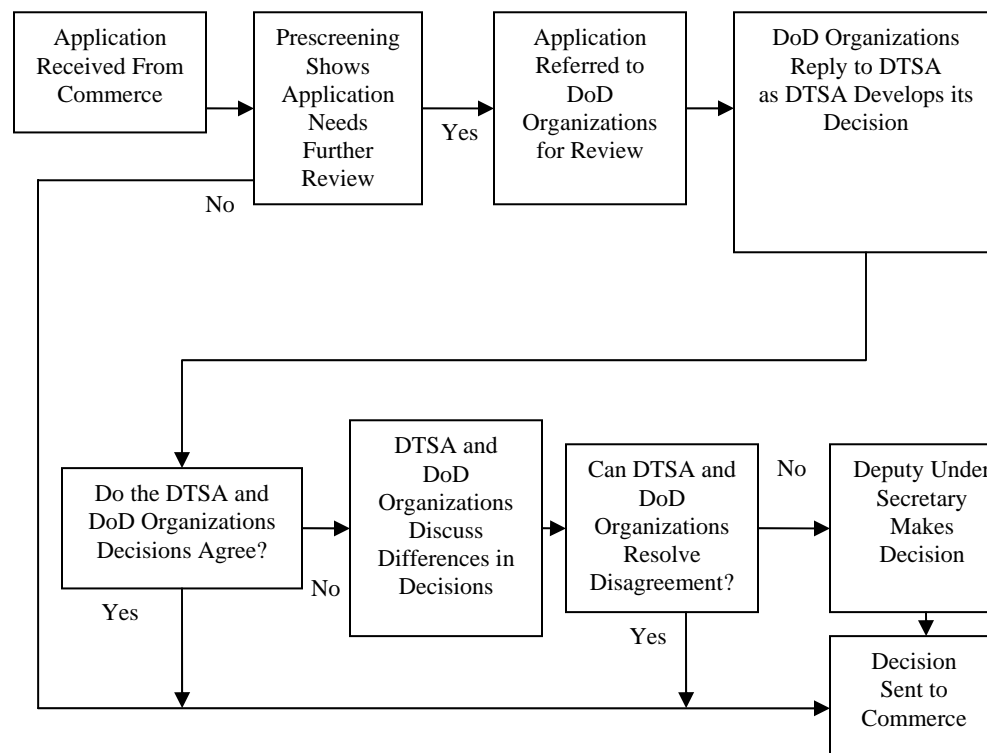 Application
Received From
Commerce
Prescreening
Shows
Application
Needs
Further
Review
Yes
No
Application
Referred to
DoD
Organizations
for Review
DoD Organizations
Reply to DTSA
as DTSA Develops its
Decision
Do the DTSA and
DoD Organizations
Decisions Agree?
Yes
No
DTSA and
DoD
Organizations
Discuss
Differences in
Decisions
Can DTSA and
DoD
Organizations
Resolve
Disagreement?
No
Yes
Deputy Under
Secretary
Makes
Decision
Decision
Sent to
Commerce